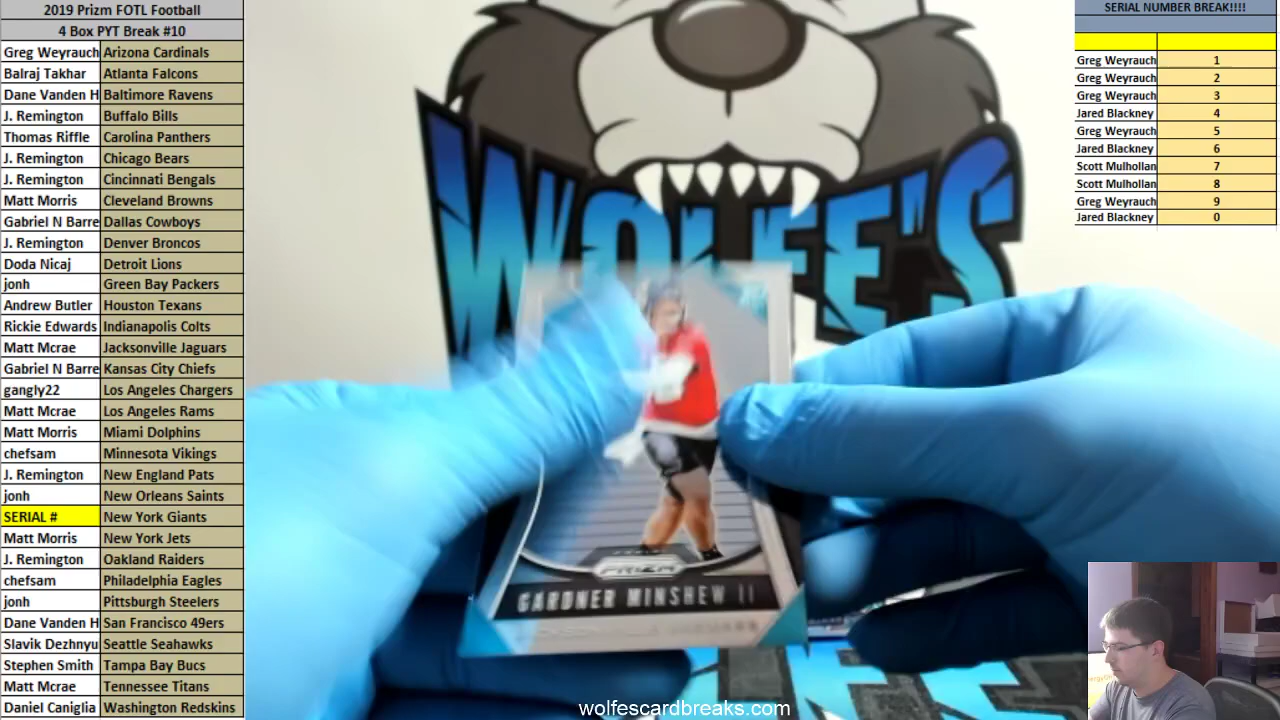 2019 Prizm FOTL Football
4 Box PYT Break #10
Greg Weyrauch Arizona Cardinals
Balraj Takhar Atlanta Falcons
Dane Vanden H Baltimore Ravens
J. Remington Buffalo Bills
Thomas Riffle Carolina Panthers
J. Remington Chicago Bears
J. Remington Cincinnati Bengals
Matt Morris Cleveland Browns
Gabriel N Barre Dallas Cowboys
J. Remington Denver Broncos
Doda Nicaj Detroit Lions
jonh Green Bay Packers
Andrew Butler Houston Texans
Rickie Edwards Indianapolis Colts
Matt Mcrae Jacksonville Jaguars
Gabriel N Barre Kansas City Chiefs
gangly22 Los Angeles Chargers
Matt Mcrae Los Angeles Rams
Matt Morris Miami Dolphins
chefsam Minnesota Vikings
J. Remington New England Pats
jonh New Orleans Saints
SERIAL # New York Giants
Matt Morris New York Jets
J. Remington Oakland Raiders
chefsam Philadelphia Eagles
jonh Pittsburgh Steelers
Dane Vanden H San Francisco 49ers
Slavik Dezhnyu Seattle Seahawks
Stephen Smith Tampa Bay Bucs
Matt Mcrae Tennessee Titans
Daniel Caniglia Washington Redskins
SERIAL NUMBER BREAK!!!!
Greg Weyrauch 1
Greg Weyrauch 2
Greg Weyrauch 3
Jared Blackney 4
Greg Weyrauch 5
Jared Blackney 6
Scott Mulhollan 7
Scott Mulhollan 8
Greg Weyrauch 9
Jared Blackney 0
WOLFE'S
PRIZM
GARDNER MINSHEW II
wolfescardbreaks.com